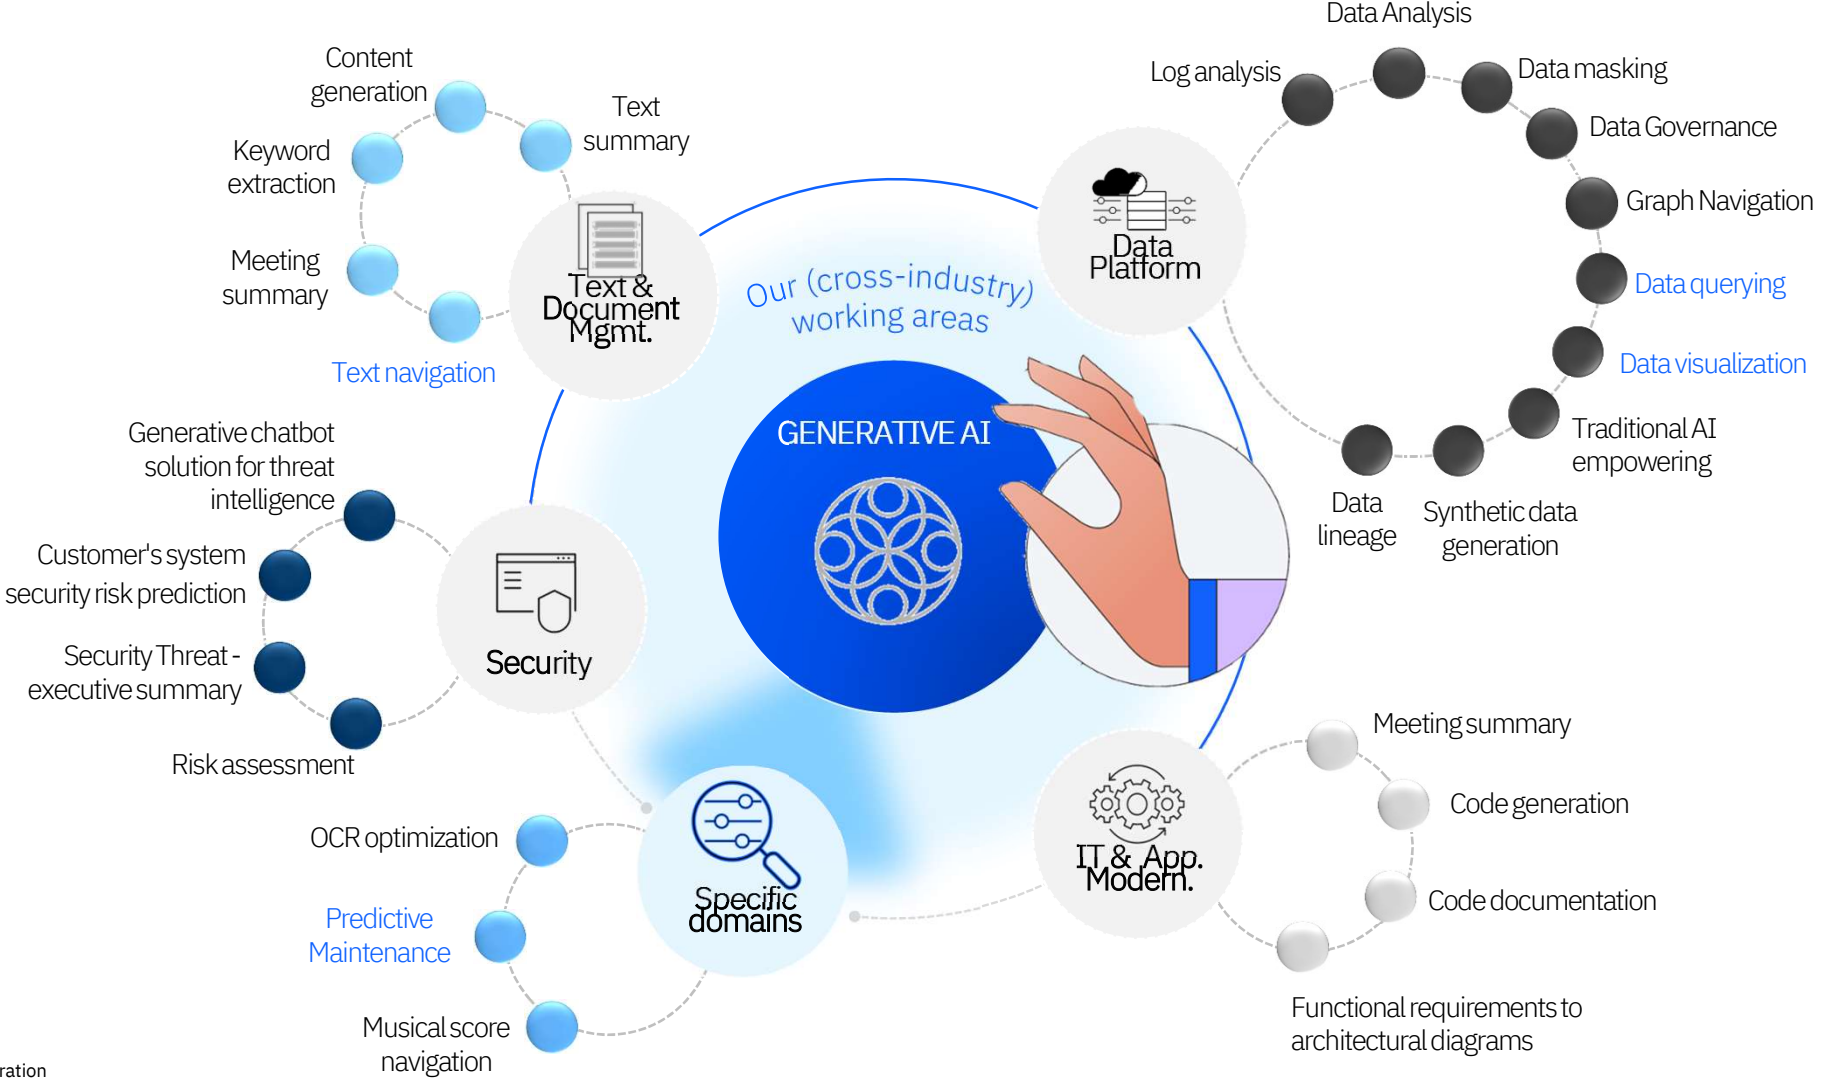 Data Analysis
Log analysis
Data masking
Data Governance
Graph Navigation
Data querying
Data visualization
Traditional AI
empowering
Synthetic data
generation
Data
lineage
Data
Platform
Content
generation
Text
summary
Keyword
extraction
Meeting
summary
Text navigation
Text &
Document
Mgmt.
Our (cross-industry)
working areas
GENERATIVE AI
Generative chatbot
solution for threat
intelligence
Customer's system
security risk prediction
Security Threat -
executive summary
Risk assessment
Security
OCR optimization
Predictive
Maintenance
Musical score
navigation
Specific
domains
IT & App.
Modern.
Meeting summary
Code generation
Code documentation
Functional requirements to
architectural diagrams
ration